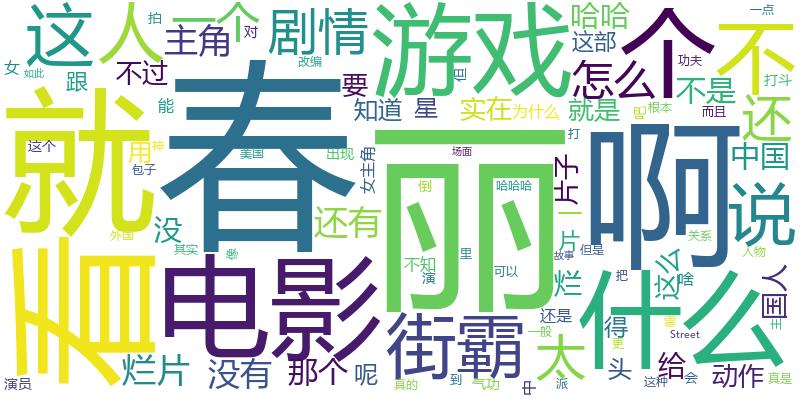 这
人
一个
拍
对
剧情
游戏
哈哈
个
一点
不
女
如此
跟
主角
不过
改编
且
要
这部
怎么
功夫
不是
打斗
还
就
春
丽
啊
能
知道
星
实在
为什么
就是
根本
而且
中国
这个
用
神
包子
美国
出现
女主角
场面
打
片子
说
没
还有
倒
哈哈哈
一
片
外国
其实
不知
演
里
可以
故事
但是
关系
人物
看
电影
什么
烂
这么
啥
把
国人
街霸
还是
得
一般
更
Street
主
烂片
没有
那个
呢
真的
到
气功
中
派
太
头
这种
给
会
动作
真是
演员